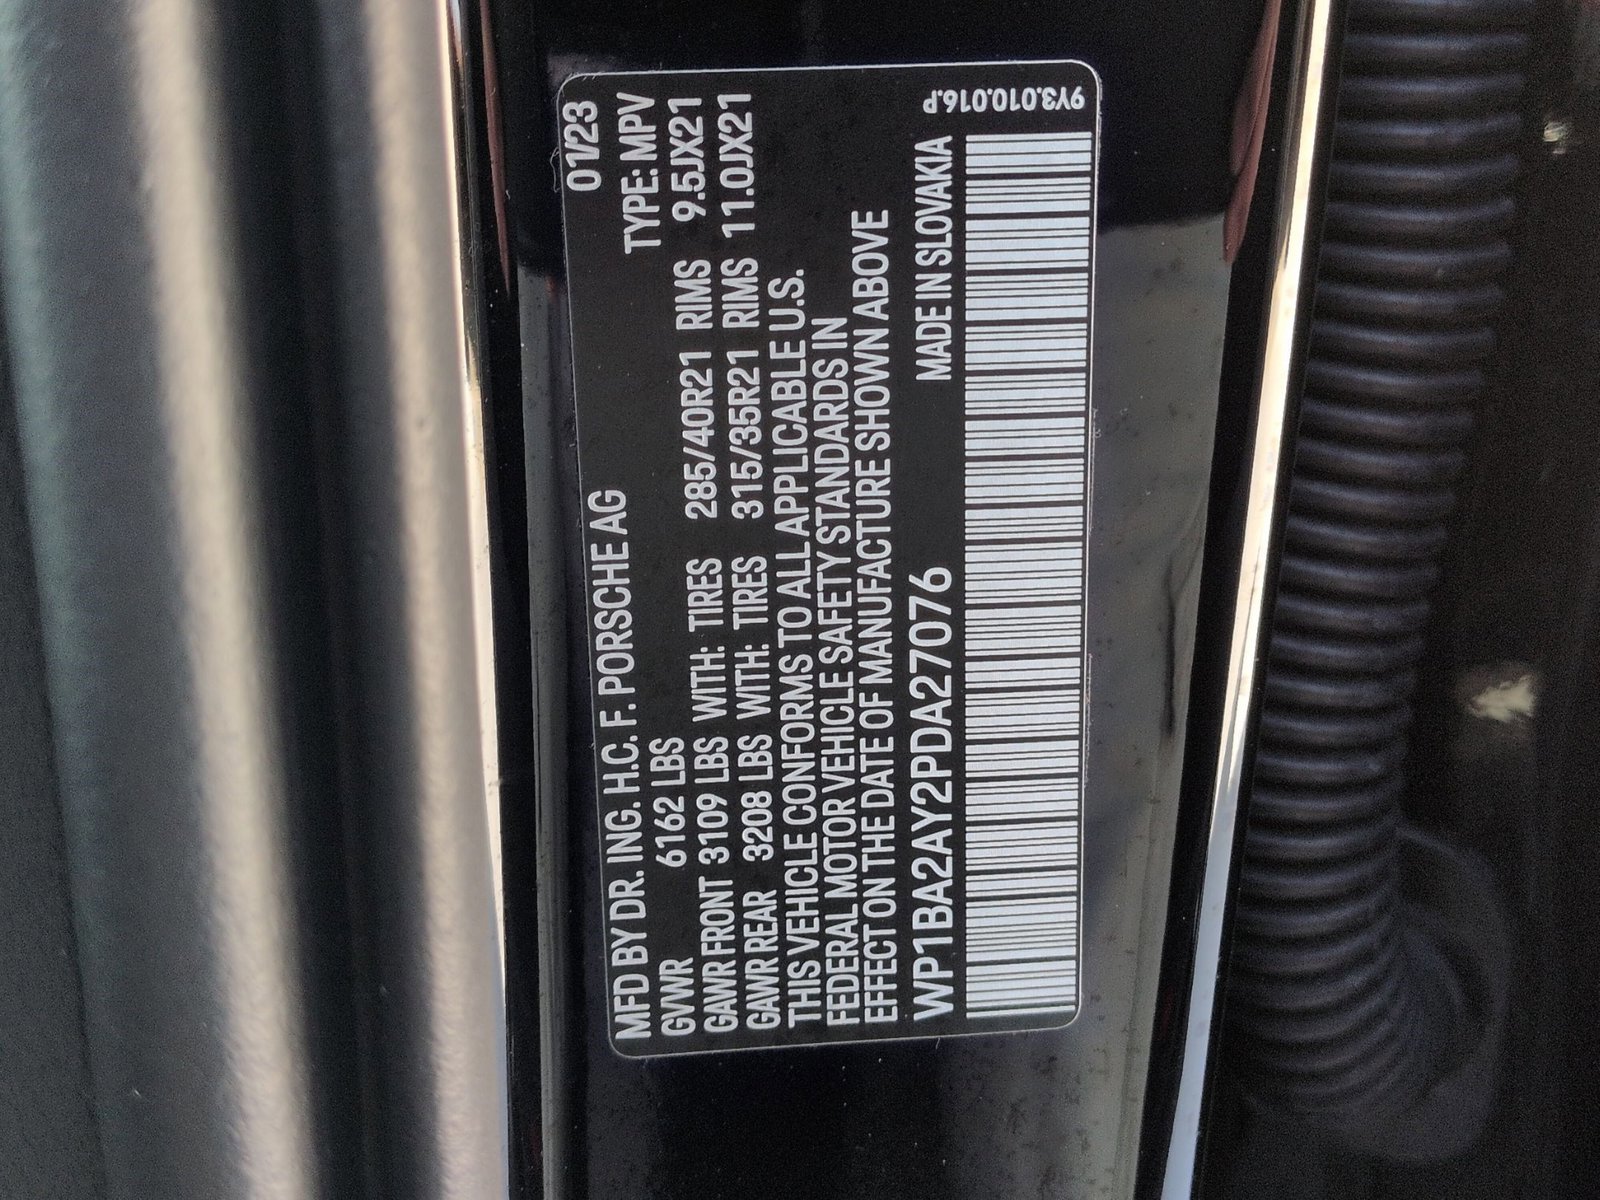 MFD BY DR. ING. H.C. F. PORSCHE AG 01/23
GVWR 6162 LBS TYPE: MPV
GAWR FRONT 3109 LBS WITH: TIRES 285/40R21 RIMS 9.5JX21
GAWR REAR 3208 LBS WITH: TIRES 315/35R21 RIMS 11.0JX21
THIS VEHICLE CONFORMS TO ALL APPLICABLE U.S.
FEDERAL MOTOR VEHICLE SAFETY STANDARDS IN
EFFECT ON THE DATE OF MANUFACTURE SHOWN ABOVE
WP1BA2AY2PDA27076 MADE IN SLOVAKIA
9Y3.010.016.P